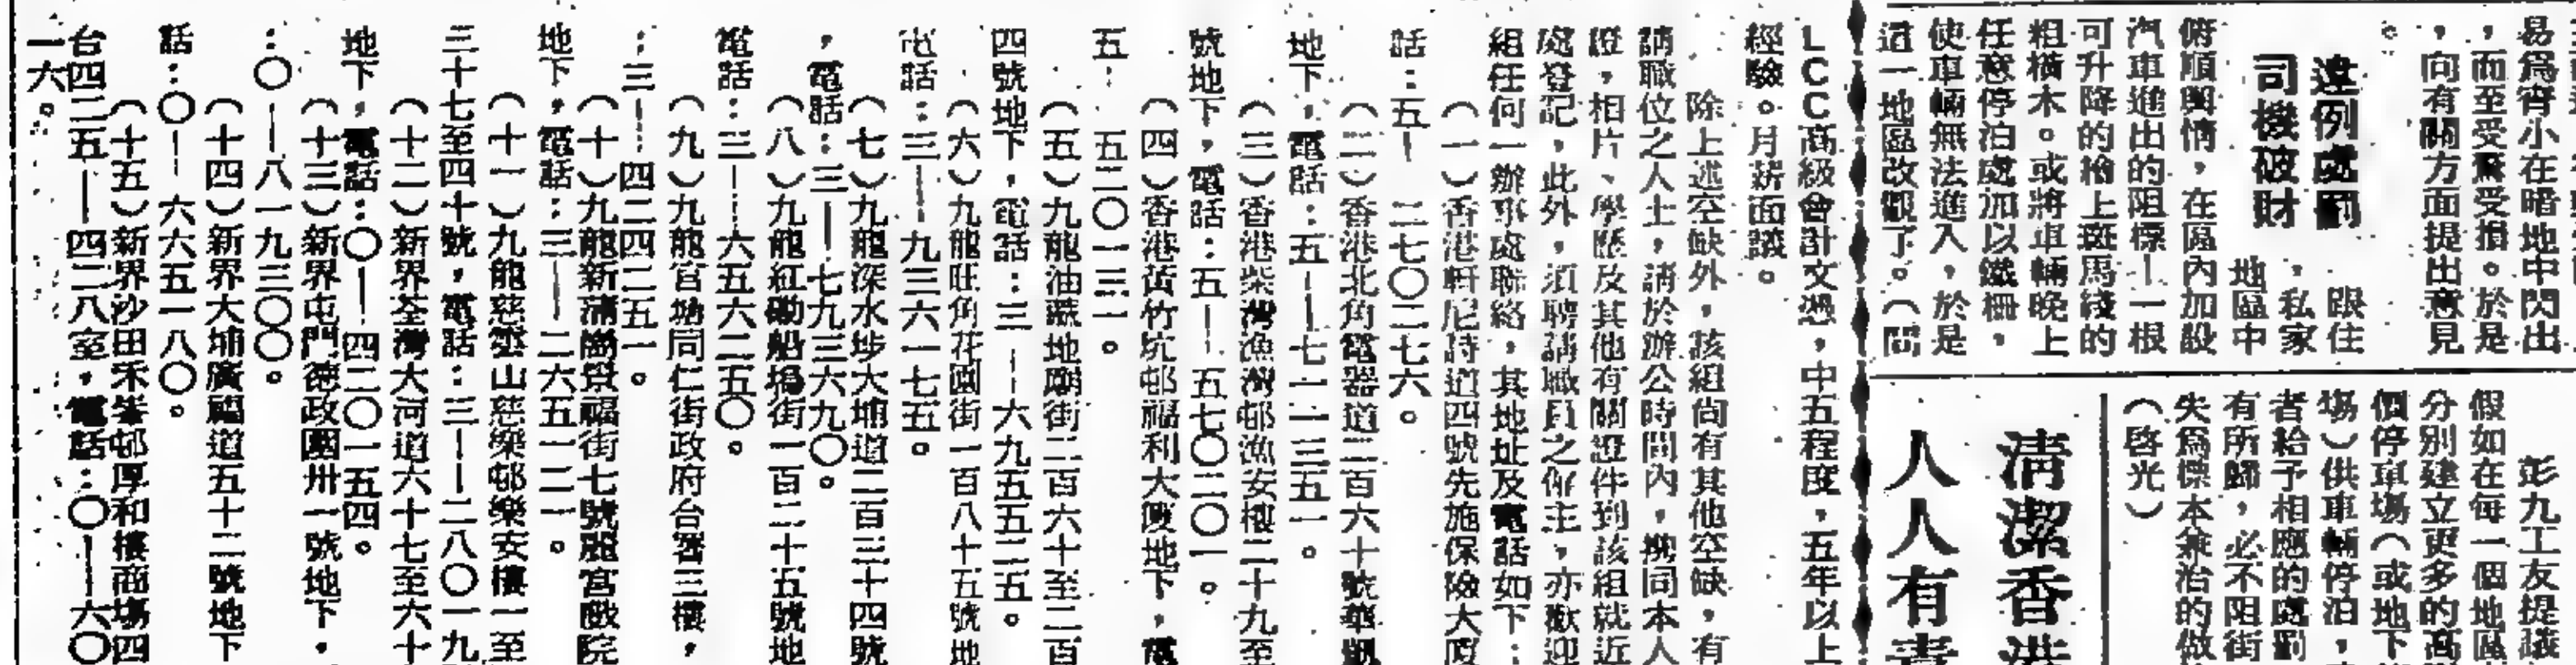 易爲宵小在暗地中閃出
，而至受驚受損。於是
，向有關方面提出意見
。
違例處罰
司機破財
跟住
，私家
地區中
俯順輿情，在區內加設
汽車進出的阻標—一根
可升降的檜上斑馬綫的
粗橫木。或將車輛晚上
任意停泊處加以鐵柵，
使車輛無法進入，於是
這一地區改觀了。（問
彭九工友提議
假如在每一個地區
分別建立更多的高
價停車場（或地下
塲）供車輛停泊，
者給予相應的處罰
有所歸，必不阻街
失爲標本兼治的做
（啓光）
清潔香港
人人有責
LCC高級會計文憑，中五程度，五年以上
經驗。月薪面議。
除上述空缺外，該組尙有其他空缺，有
請職位之人士，請於辦公時間內，携同本人
證，相片、學歷及其他有關證件到該組就近
處登記，此外，須聘請職員之僱主，亦歡迎
組任何一辦事處聯絡，其地址及電話如下：
（一）香港軒尼詩道四號先施保險大廈
話：五— 二七〇二七六。
（二）香港北角電器道二百六十號華凱
地下，電話：五——七一一三五一。
（三）香港柴灣漁灣邨漁安樓二十九至
號地下，電話：五——五七〇二〇一。
（四）香港黃竹坑邨福利大廈地下，電
五： 五二〇一三一。
（五）九龍油蔴地廟街二百六十至二百
四號地下，電話：三——六九五五二五。
（六）九龍旺角花園街一百八十五號地
电話：三——九三六一七五。
（七）九龍深水埗大埔道二百三十四號
，電話：三——七九三六九〇。
（八）九龍紅磡船塢街一百二十五號地
電話：三——六五六二五〇。
（九）九龍官塘同仁街政府合署三樓，
：三——四二四二五一。
（十）九龍新蒲崗景福街七號麗宮戲院
地下，電話：三——二六五一二一。
（十一）九龍慈雲山慈樂邨樂安樓一至
三十七至四十號，電話：三——二八〇一九
（十二）新界荃灣大河道六十七至六十
地下，電話：〇——四二〇一五四。
（十三）新界屯門德政圍卅一號地下，
：〇——八一九三〇〇。
（十四）新界大埔廣福道五十二號地下
話：〇——六六五一八〇。
（十五）新界沙田禾輋邨厚和樓商塲四
台四二五——四二八室，電話：〇——六〇
一六。